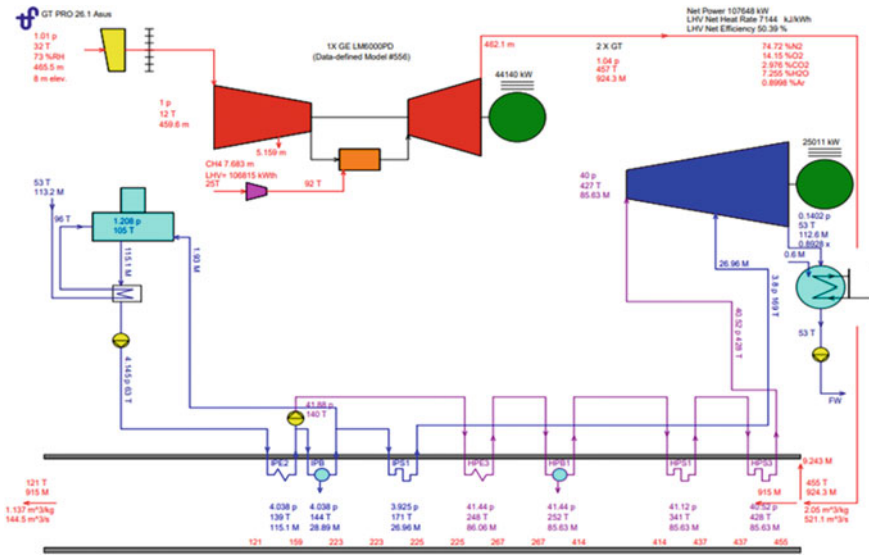 GT PRO 26.1 Asus
Net Power 107648 kW
LHV Net Heat Rate 7144 kJ/kWh
LHV Net Efficiency 50.39 %
1.01 p
32 T
73 %RH
465.5 m
8 m elev.
1X GE LM6000PD
(Data-defined Model #556)
462.1 m
2 X GT
1.04 p
457 T
924.3 M
74.72 %N2
14.15 %O2
2.976 %CO2
7.255 %H2O
0.8998 %Ar
44140 kW
1 p
12 T
459.6 m
5.159 m
CH4 7.683 m
LHV= 106815 kWth
25T
92 T
25011 kW
40 p
427 T
85.63 M
53 T
113.2 M
96 T
1.208 p
105 T
115.1 M
1.93 M
0.1402 p
53 T
112.6 M
0.8928 x
0.6 M
26.96 M
3.8 p 169 T
40.52 p 428 T
53 T
FW
4.145 p 63 T
41.88 p
140 T
IPE2
IPB
IPS1
HPE3
HPB1
HPS1
HPS3
9.243 M
121 T
915 M
1.137 m^3/kg
144.5 m^3/s
915 M
455 T
924.3 M
2.05 m^3/kg
521.1 m^3/s
4.038 p
139 T
115.1 M
4.038 p
144 T
28.89 M
3.925 p
171 T
26.96 M
41.44 p
248 T
86.06 M
41.44 p
252 T
85.63 M
41.12 p
341 T
85.63 M
40.52 p
428 T
85.63 M
121 159 223 223 225 225 267 267 414 414 437 437 455